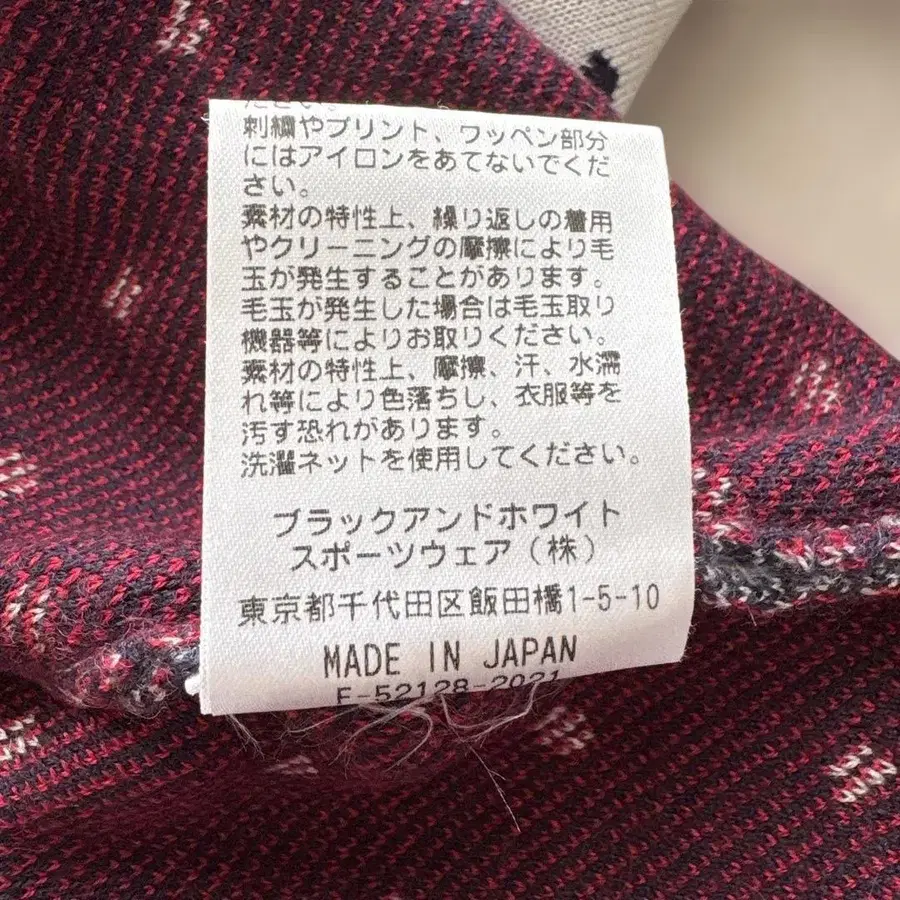 ださい。
刺繍やプリント、ワッペン部分
にはアイロンをあてないでくだ
さい。
素材の特性上、繰り返しの着用
やクリーニングの摩擦により毛
玉が発生することがあります。
毛玉が発生した場合は毛玉取り
機器等によりお取りください。
素材の特性上、摩擦、汗、水濡
れ等により色落ちし、衣服等を
汚す恐れがあります。
洗濯ネットを使用してください。
ブラックアンドホワイト
スポーツウェア（株）
東京都千代田区飯田橋1-5-10
MADE IN JAPAN
F-52128-2021